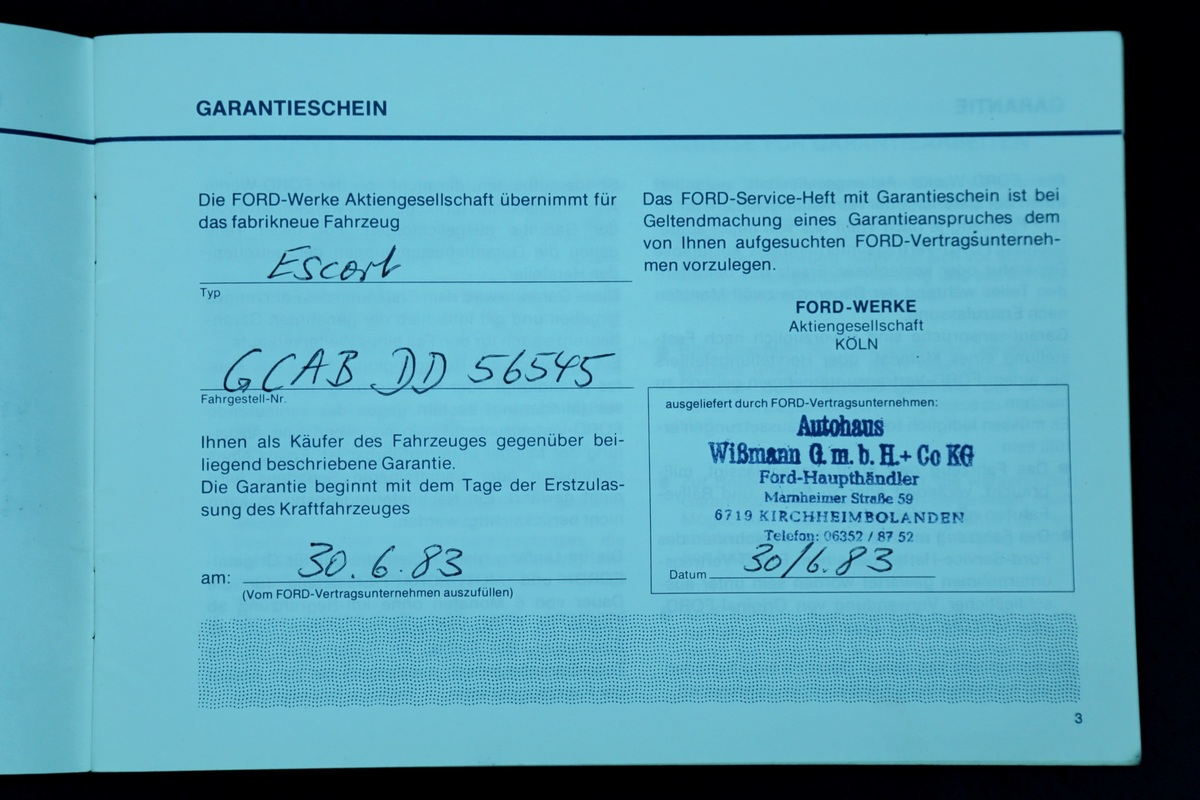 GARANTIESCHEIN
Die FORD-Werke Aktiengesellschaft übernimmt für
das fabrikneue Fahrzeug
Escort
Typ
GCAB DD 56545
Fahrgestell-Nr.
Ihnen als Käufer des Fahrzeuges gegenüber bei-
liegend beschriebene Garantie.
Die Garantie beginnt mit dem Tage der Erstzulas-
sung des Kraftfahrzeuges
am: 30.6.83
(Vom FORD-Vertragsunternehmen auszufüllen)
Das FORD-Service-Heft mit Garantieschein ist bei
Geltendmachung eines Garantieanspruches dem
von Ihnen aufgesuchten FORD-Vertragsunterneh-
men vorzulegen.
FORD-WERKE
Aktiengesellschaft
KÖLN
ausgeliefert durch FORD-Vertragsunternehmen:
Autohaus
Wißmann G.m.b.H.+ Co KG
Ford-Haupthändler
Marnheimer Straße 59
6719 KIRCHHEIMBOLANDEN
Telefon: 06352 / 87 52
Datum 30/6.83
3